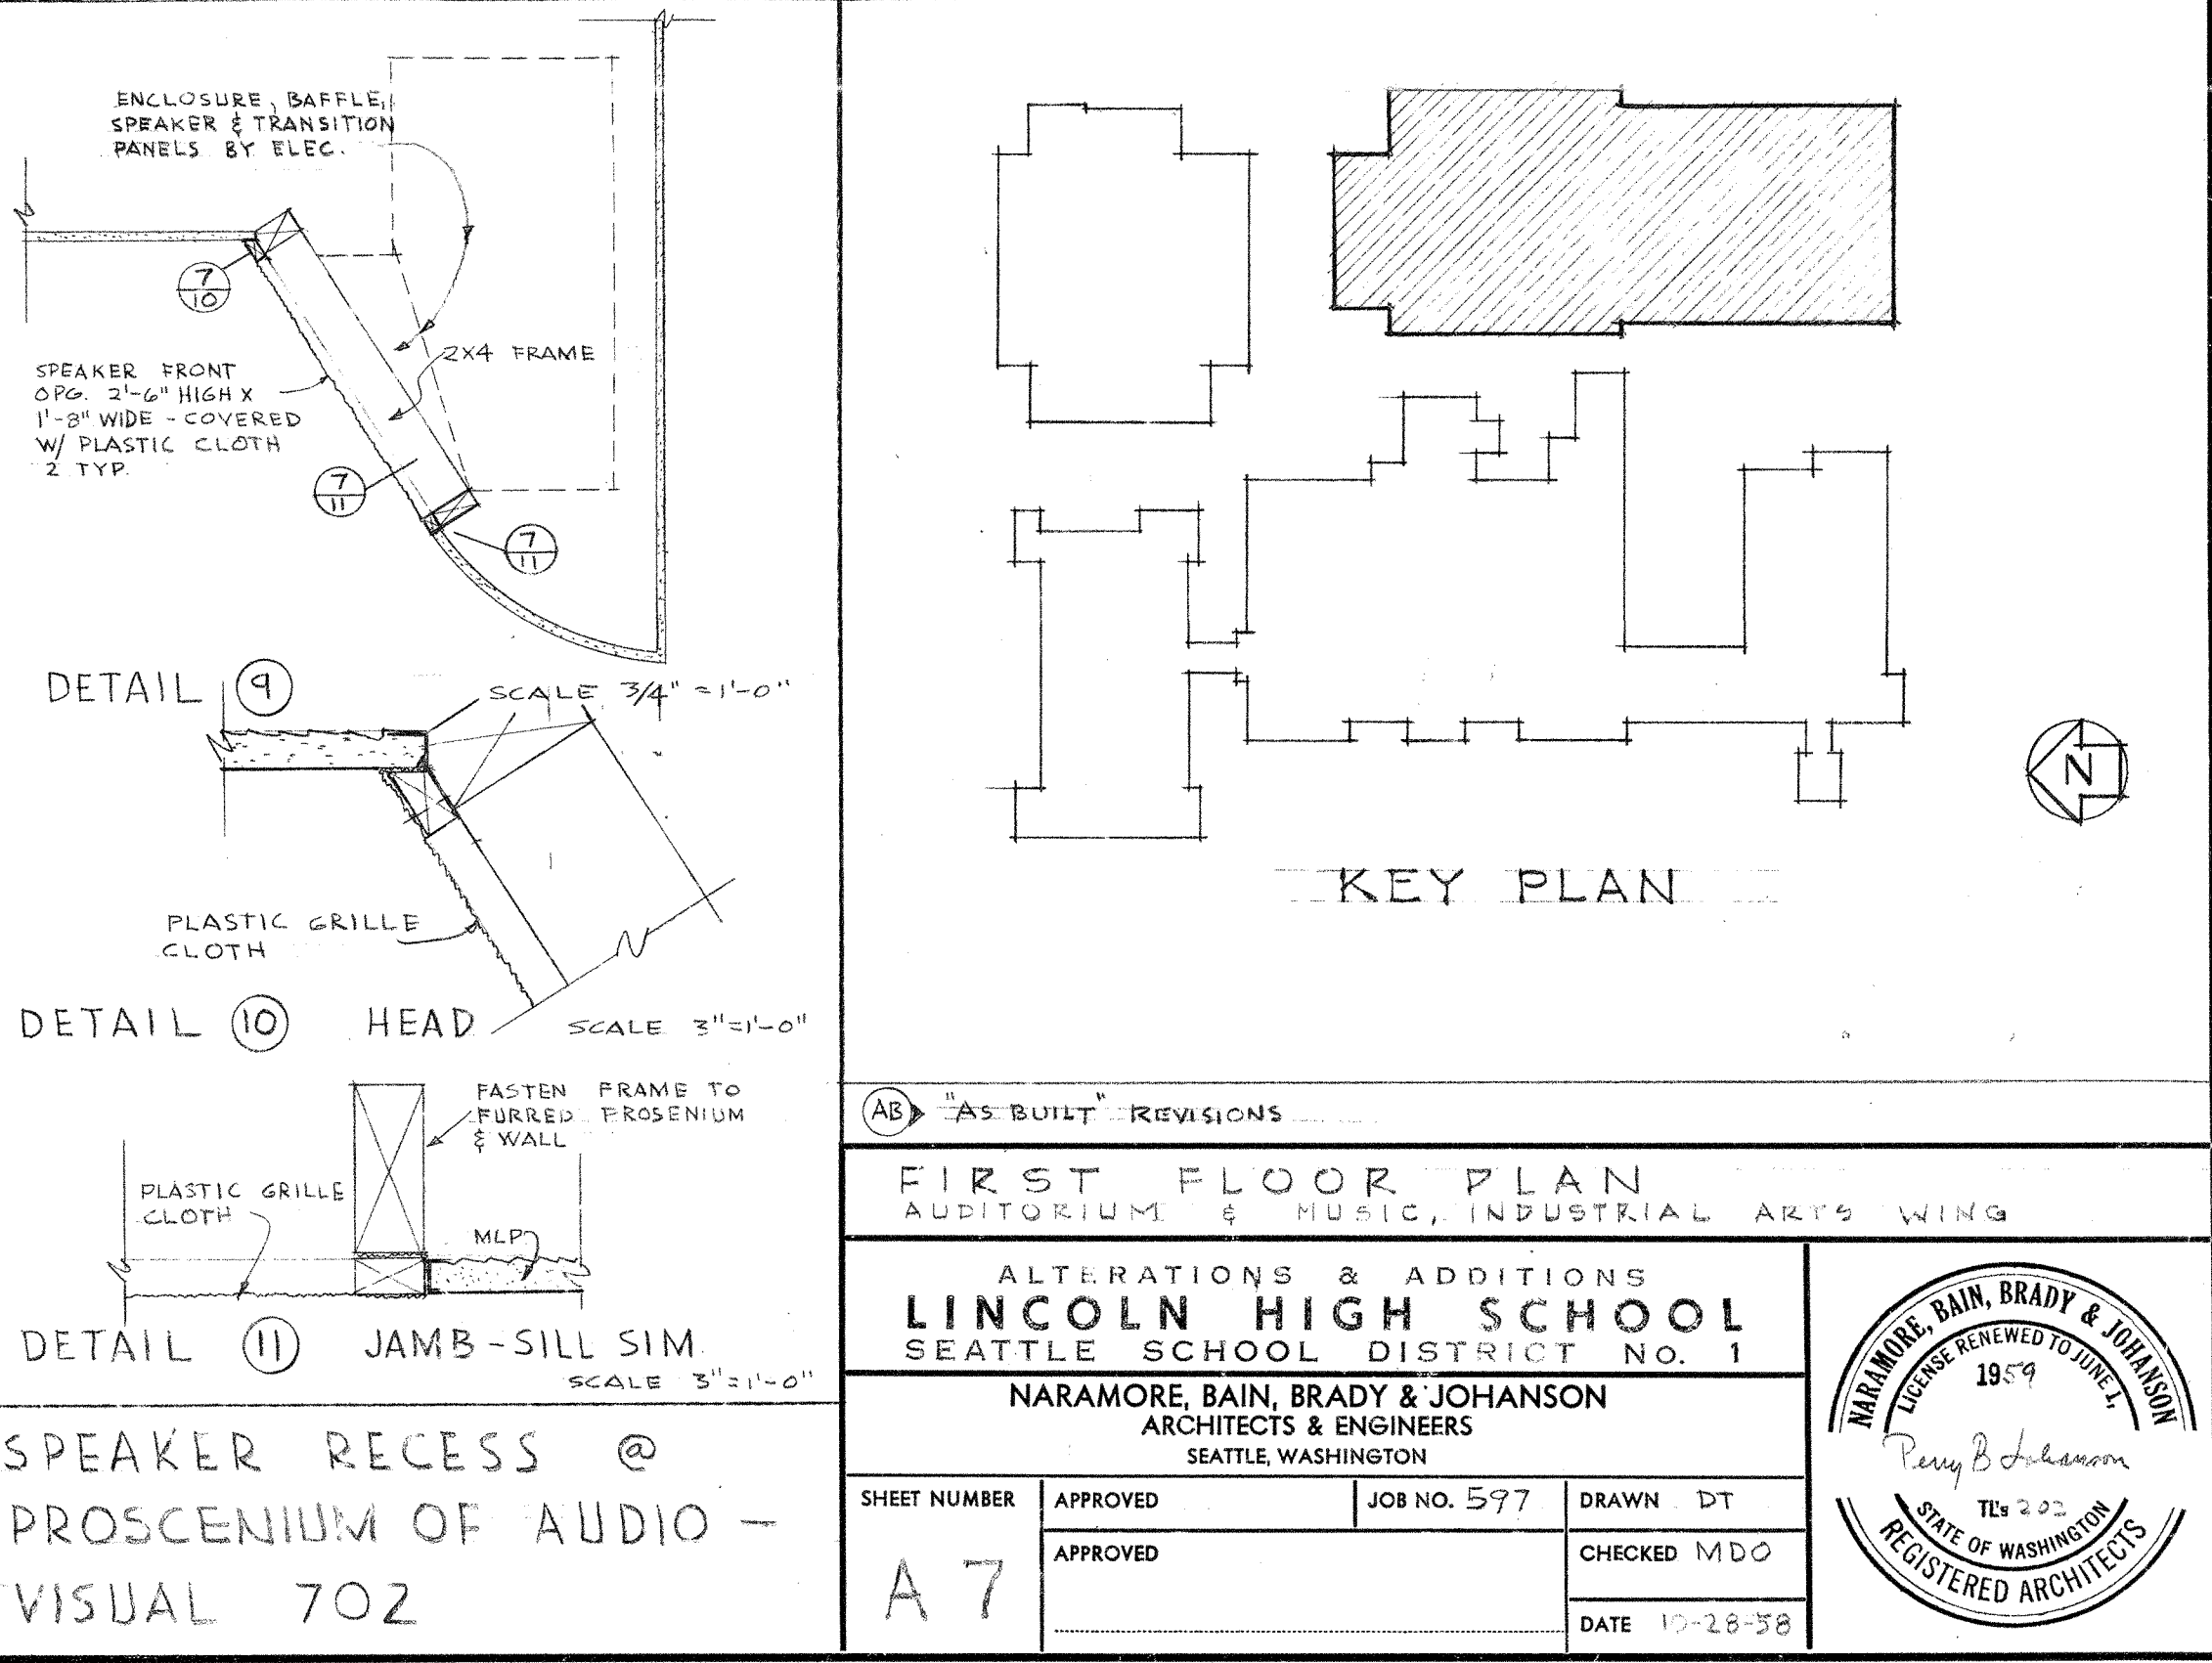 ENCLOSURE, BAFFLE,
SPEAKER & TRANSITION
PANELS BY ELEC.
7
10
2X4 FRAME
SPEAKER FRONT
OPG. 2'-6" HIGH X
1'-8" WIDE - COVERED
W/ PLASTIC CLOTH
2 TYP.
7
11
7
11
DETAIL 9
SCALE 3/4" = 1'-0"
PLASTIC GRILLE
CLOTH
DETAIL 10 HEAD
SCALE 3"=1'-0"
FASTEN FRAME TO
FURRED PROSENIUM
& WALL
PLASTIC GRILLE
CLOTH
MLP
DETAIL 11 JAMB-SILL SIM.
SCALE 3"=1'-0"
SPEAKER RECESS @
PROSCENIUM OF AUDIO -
VISUAL 702
N
KEY PLAN
AB "AS BUILT" REVISIONS
FIRST FLOOR PLAN
AUDITORIUM & MUSIC, INDUSTRIAL ARTS WING
ALTERATIONS & ADDITIONS
LINCOLN HIGH SCHOOL
SEATTLE SCHOOL DISTRICT No. 1
NARAMORE, BAIN, BRADY & JOHANSON
ARCHITECTS & ENGINEERS
SEATTLE, WASHINGTON
SHEET NUMBER
A 7
APPROVED
JOB NO. 597
DRAWN DT
APPROVED
CHECKED MDO
DATE 10-28-58
NARAMORE, BAIN, BRADY & JOHANSON
LICENSE RENEWED TO JUNE 1,
1959
Perry B Johanson
TL's 202
STATE OF WASHINGTON
REGISTERED ARCHITECTS